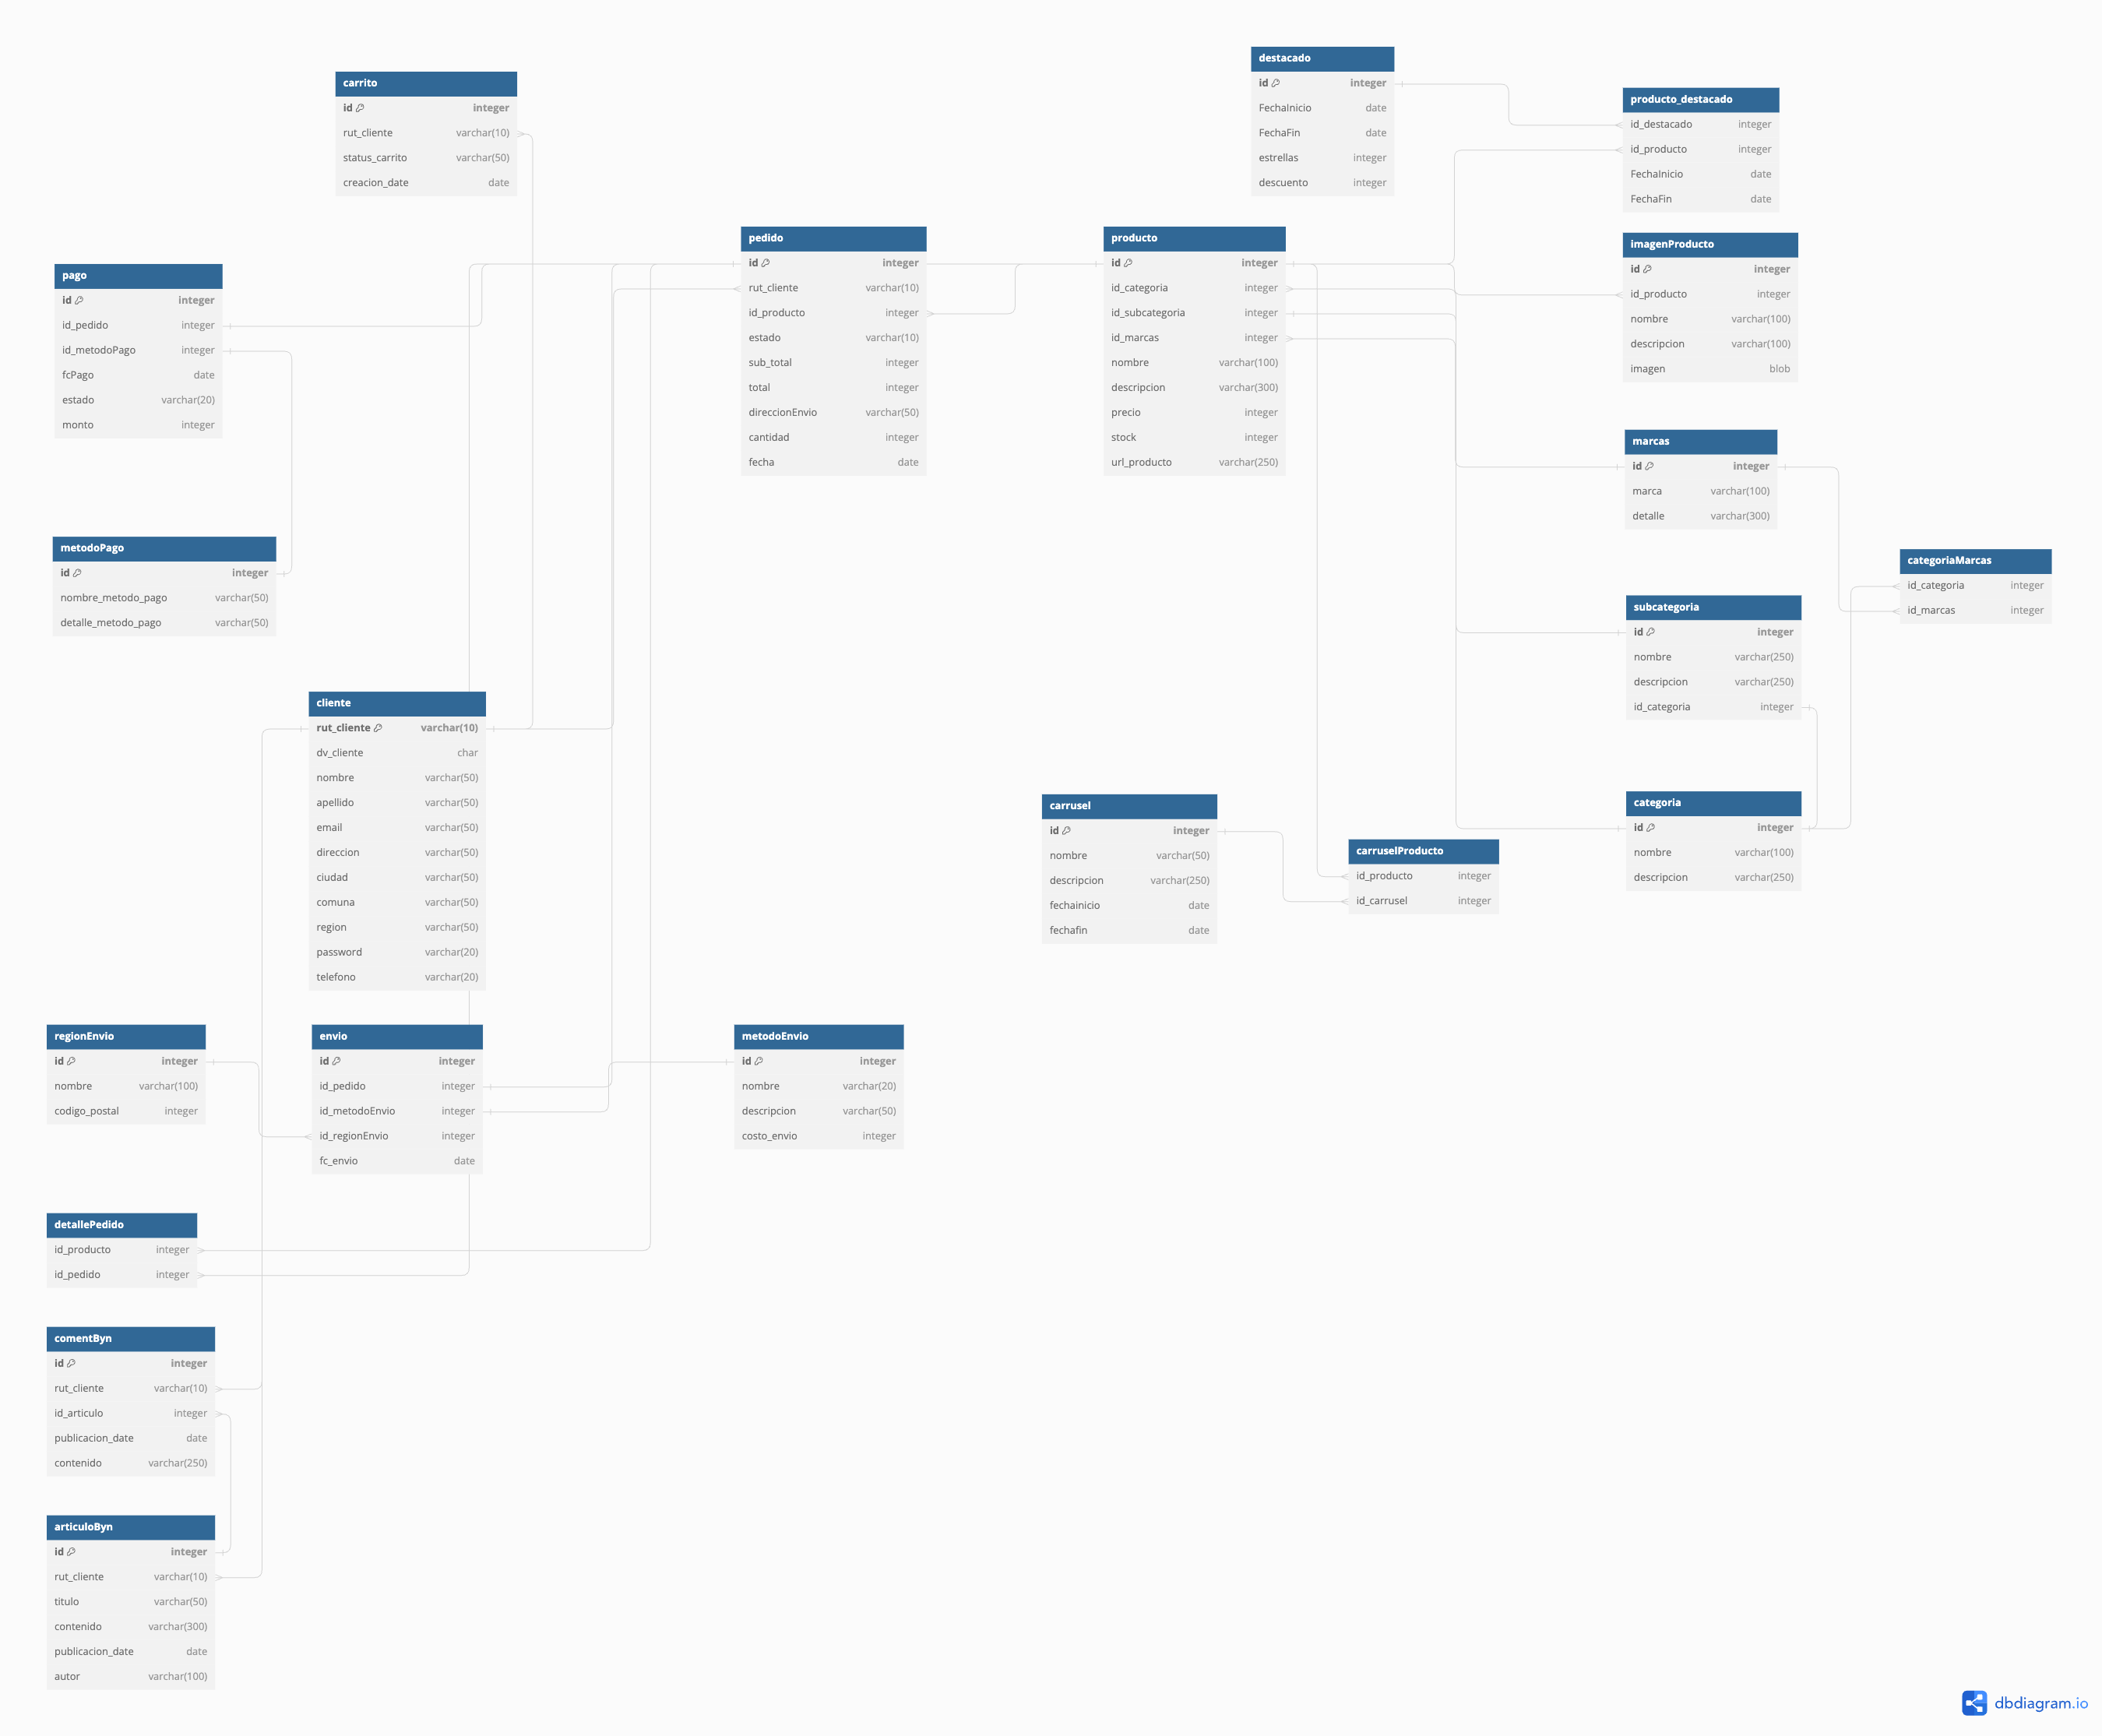 carrito
id integer
rut_cliente varchar(10)
status_carrito varchar(50)
creacion_date date
destacado
id integer
FechaInicio date
FechaFin date
estrellas integer
descuento integer
producto_destacado
id_destacado integer
id_producto integer
FechaInicio date
FechaFin date
pedido
id integer
rut_cliente varchar(10)
id_producto integer
estado varchar(10)
sub_total integer
total integer
direccionEnvio varchar(50)
cantidad integer
fecha date
producto
id integer
id_categoria integer
id_subcategoria integer
id_marcas integer
nombre varchar(100)
descripcion varchar(300)
precio integer
stock integer
url_producto varchar(250)
imagenProducto
id integer
id_producto integer
nombre varchar(100)
descripcion varchar(100)
imagen blob
pago
id integer
id_pedido integer
id_metodoPago integer
fcPago date
estado varchar(20)
monto integer
marcas
id integer
marca varchar(100)
detalle varchar(300)
metodoPago
id integer
nombre_metodo_pago varchar(50)
detalle_metodo_pago varchar(50)
categoriaMarcas
id_categoria integer
id_marcas integer
subcategoria
id integer
nombre varchar(250)
descripcion varchar(250)
id_categoria integer
cliente
rut_cliente varchar(10)
dv_cliente char
nombre varchar(50)
apellido varchar(50)
email varchar(50)
direccion varchar(50)
ciudad varchar(50)
comuna varchar(50)
region varchar(50)
password varchar(20)
telefono varchar(20)
carrusel
id integer
nombre varchar(50)
descripcion varchar(250)
fechainicio date
fechafin date
carruselProducto
id_producto integer
id_carrusel integer
categoria
id integer
nombre varchar(100)
descripcion varchar(250)
regionEnvio
id integer
nombre varchar(100)
codigo_postal integer
envio
id integer
id_pedido integer
id_metodoEnvio integer
id_regionEnvio integer
fc_envio date
metodoEnvio
id integer
nombre varchar(20)
descripcion varchar(50)
costo_envio integer
detallePedido
id_producto integer
id_pedido integer
comentByn
id integer
rut_cliente varchar(10)
id_articulo integer
publicacion_date date
contenido varchar(250)
articuloByn
id integer
rut_cliente varchar(10)
titulo varchar(50)
contenido varchar(300)
publicacion_date date
autor varchar(100)
dbdiagram.io